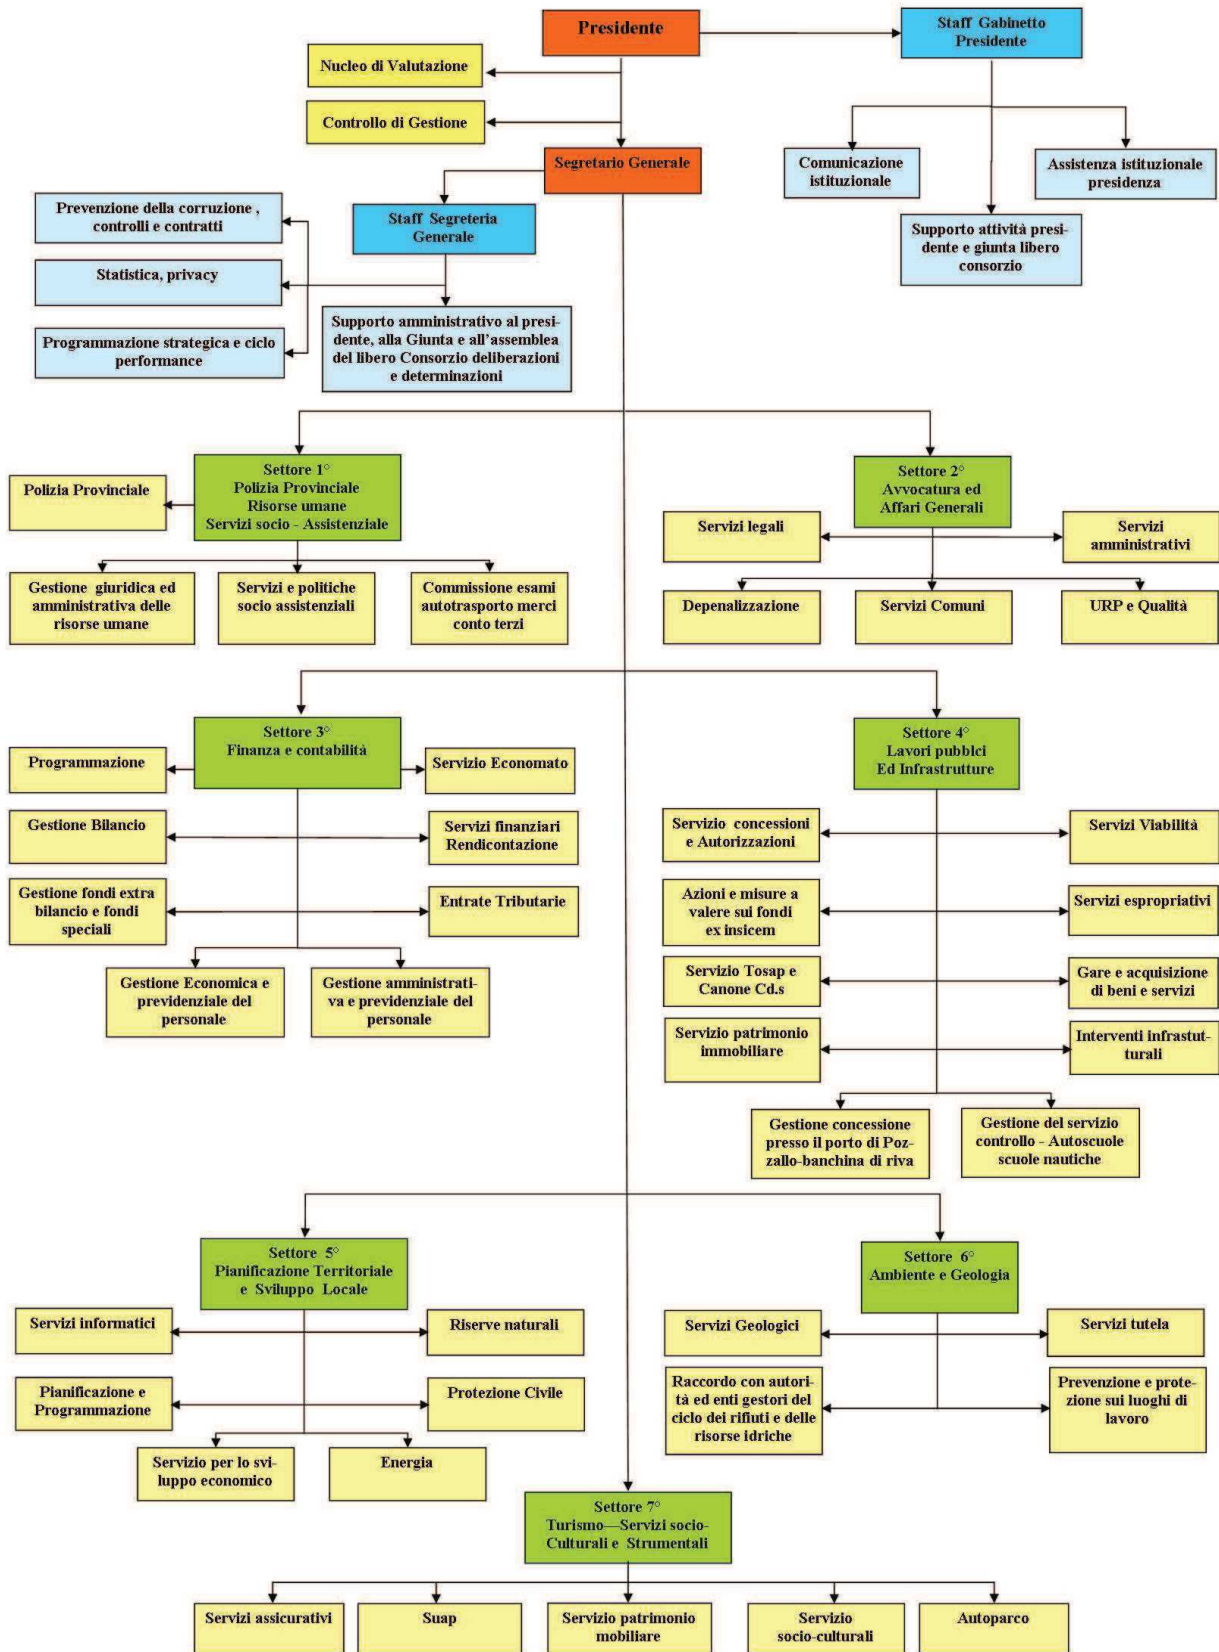 Presidente
Staff Gabinetto
Presidente
Nucleo di Valutazione
Controllo di Gestione
Segretario Generale
Comunicazione
istituzionale
Assistenza istituzionale
presidenza
Supporto attività presi-
dente e giunta libero
consorzio
Prevenzione della corruzione ,
controlli e contratti
Staff Segreteria
Generale
Statistica, privacy
Programmazione strategica e ciclo
performance
Supporto amministrativo al presi-
dente, alla Giunta e all'assemblea
del libero Consorzio deliberazioni
e determinazioni
Settore 1°
Polizia Provinciale
Risorse umane
Servizi socio - Assistenziale
Polizia Provinciale
Gestione giuridica ed
amministrativa delle
risorse umane
Servizi e politiche
socio assistenziali
Commissione esami
autotrasporto merci
conto terzi
Settore 2°
Avvocatura ed
Affari Generali
Servizi legali
Servizi
amministrativi
Depenalizzazione
Servizi Comuni
URP e Qualità
Settore 3°
Finanza e contabilità
Programmazione
Servizio Economato
Gestione Bilancio
Servizi finanziari
Rendicontazione
Gestione fondi extra
bilancio e fondi
speciali
Entrate Tributarie
Gestione Economica e
previdenziale del
personale
Gestione amministrati-
va e previdenziale del
personale
Settore 4°
Lavori pubblci
Ed Infrastrutture
Servizio concessioni
e Autorizzazioni
Servizi Viabilità
Azioni e misure a
valere sui fondi
ex insicem
Servizi espropriativi
Servizio Tosap e
Canone Cd.s
Gare e acquisizione
di beni e servizi
Servizio patrimonio
immobiliare
Interventi infrastut-
turali
Gestione concessione
presso il porto di Poz-
zallo-banchina di riva
Gestione del servizio
controllo - Autoscuole
scuole nautiche
Settore 5°
Pianificazione Territoriale
e Sviluppo Locale
Servizi informatici
Riserve naturali
Pianificazione e
Programmazione
Protezione Civile
Servizio per lo svi-
luppo economico
Energia
Settore 6°
Ambiente e Geologia
Servizi Geologici
Servizi tutela
Raccordo con autori-
tà ed enti gestori del
ciclo dei rifiuti e delle
risorse idriche
Prevenzione e prote-
zione sui luoghi di
lavoro
Settore 7°
Turismo—Servizi socio-
Culturali e Strumentali
Servizi assicurativi
Suap
Servizio patrimonio
mobiliare
Servizio
socio-culturali
Autoparco